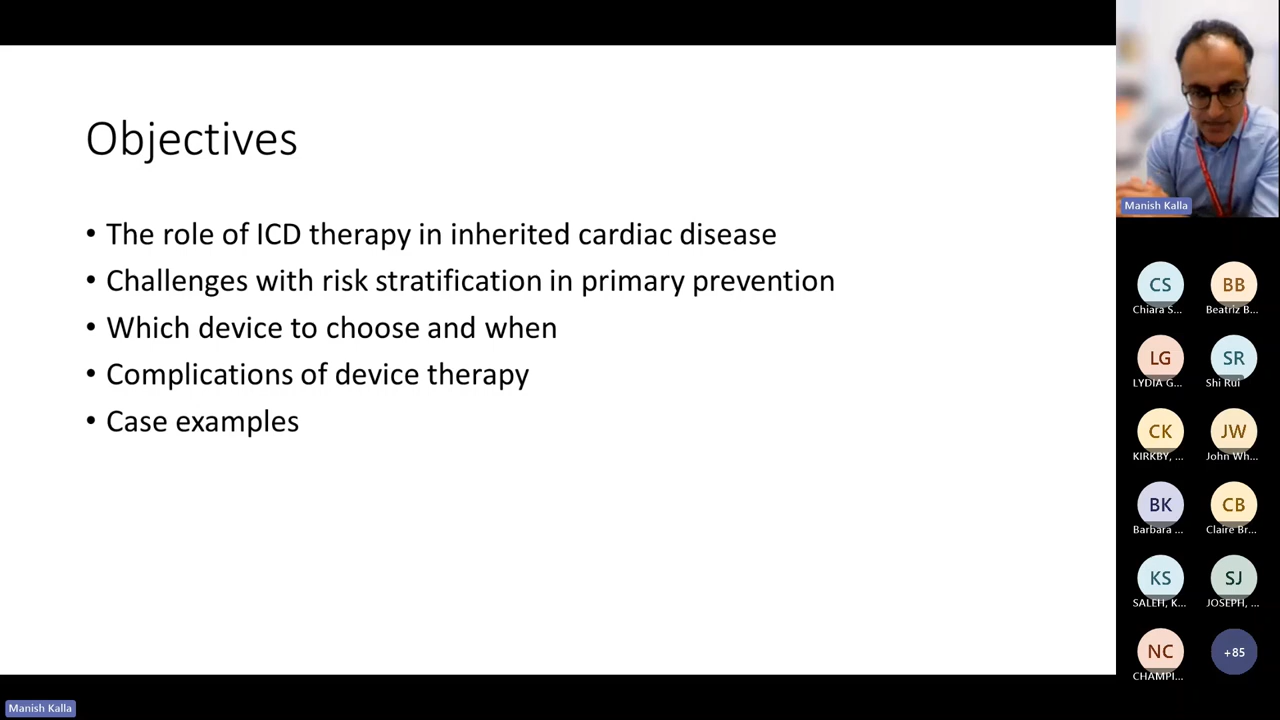 Objectives
• The role of ICD therapy in inherited cardiac disease
• Challenges with risk stratification in primary prevention
• Which device to choose and when
• Complications of device therapy
• Case examples
Manish Kalla
CS
BB
Chiara S...
Beatriz B...
LG
SR
LYDIA G...
Shi Rui
CK
JW
KIRKBY, ...
John Wh...
BK
CB
Barbara ...
Claire Br...
KS
SJ
SALEH, K...
JOSEPH, ...
NC
+85
CHAMPI...
Manish Kalla